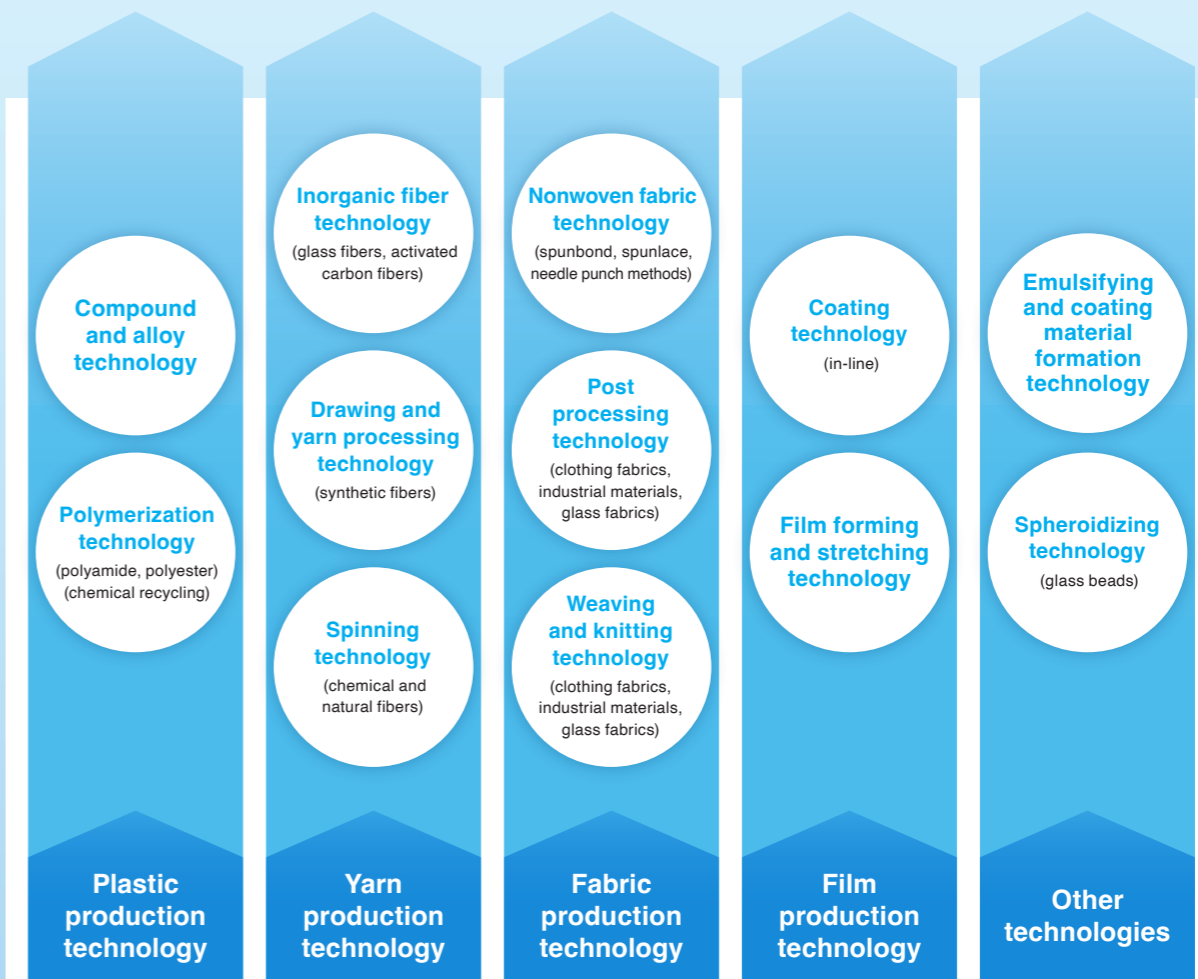 Compound
and alloy
technology
Polymerization
technology
(polyamide, polyester)
(chemical recycling)
Plastic
production
technology
Inorganic fiber
technology
(glass fibers, activated
carbon fibers)
Drawing and
yarn processing
technology
(synthetic fibers)
Spinning
technology
(chemical and
natural fibers)
Yarn
production
technology
Nonwoven fabric
technology
(spunbond, spunlace,
needle punch methods)
Post
processing
technology
(clothing fabrics,
industrial materials,
glass fabrics)
Weaving
and knitting
technology
(clothing fabrics,
industrial materials,
glass fabrics)
Fabric
production
technology
Coating
technology
(in-line)
Film forming
and stretching
technology
Film
production
technology
Emulsifying
and coating
material
formation
technology
Spheroidizing
technology
(glass beads)
Other
technologies